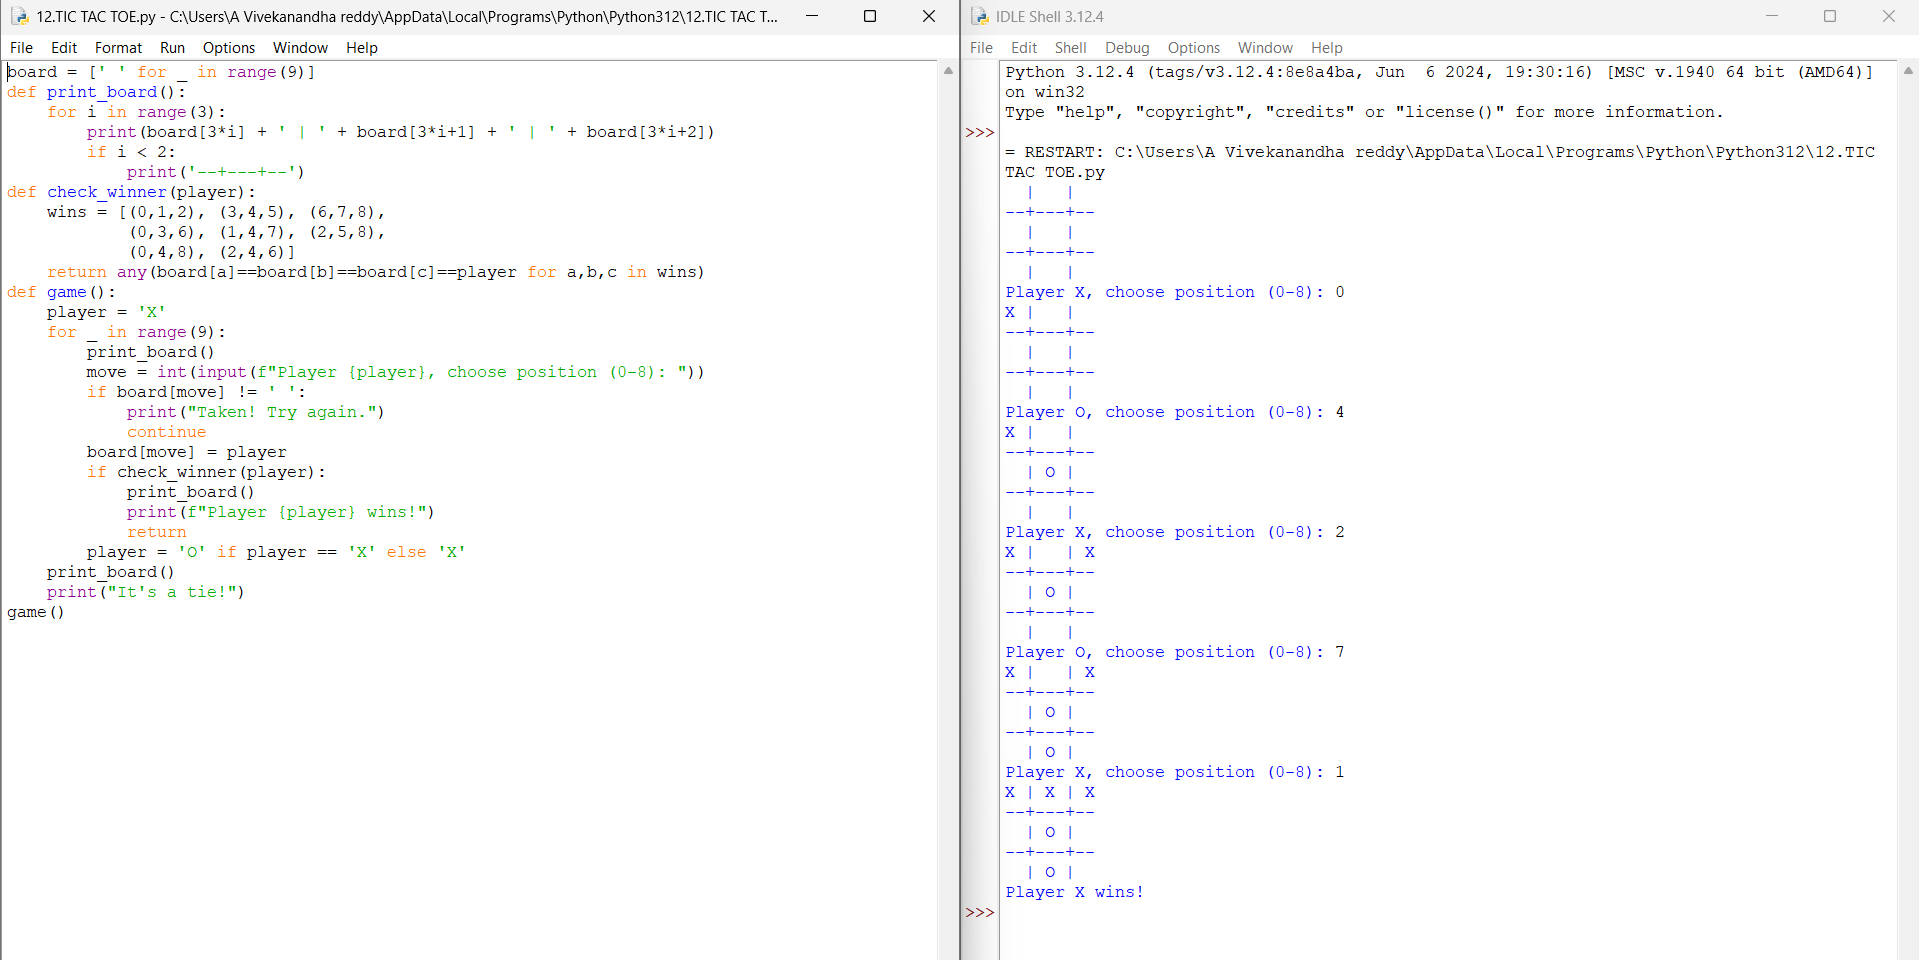 12.TIC TAC TOE.py - C:\Users\A Vivekanandha reddy\AppData\Local\Programs\Python\Python312\12.TIC TAC T...
File Edit Format Run Options Window Help
board = [' ' for _ in range(9)]
def print_board():
    for i in range(3):
        print(board[3*i] + ' | ' + board[3*i+1] + ' | ' + board[3*i+2])
        if i < 2:
            print('--+---+--')
def check_winner(player):
    wins = [(0,1,2), (3,4,5), (6,7,8),
            (0,3,6), (1,4,7), (2,5,8),
            (0,4,8), (2,4,6)]
    return any(board[a]==board[b]==board[c]==player for a,b,c in wins)
def game():
    player = 'X'
    for _ in range(9):
        print_board()
        move = int(input(f"Player {player}, choose position (0-8): "))
        if board[move] != ' ':
            print("Taken! Try again.")
            continue
        board[move] = player
        if check_winner(player):
            print_board()
            print(f"Player {player} wins!")
            return
        player = 'O' if player == 'X' else 'X'
    print_board()
    print("It's a tie!")
game()
IDLE Shell 3.12.4
File Edit Shell Debug Options Window Help
Python 3.12.4 (tags/v3.12.4:8e8a4ba, Jun  6 2024, 19:30:16) [MSC v.1940 64 bit (AMD64)]
on win32
Type "help", "copyright", "credits" or "license()" for more information.
>>>
= RESTART: C:\Users\A Vivekanandha reddy\AppData\Local\Programs\Python\Python312\12.TIC
TAC TOE.py
  |   |
--+---+--
  |   |
--+---+--
  |   |
Player X, choose position (0-8): 0
X |   |
--+---+--
  |   |
--+---+--
  |   |
Player O, choose position (0-8): 4
X |   |
--+---+--
  | O |
--+---+--
  |   |
Player X, choose position (0-8): 2
X |   | X
--+---+--
  | O |
--+---+--
  |   |
Player O, choose position (0-8): 7
X |   | X
--+---+--
  | O |
--+---+--
  | O |
Player X, choose position (0-8): 1
X | X | X
--+---+--
  | O |
--+---+--
  | O |
Player X wins!
>>>